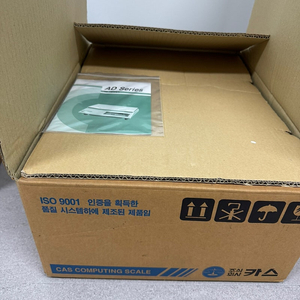 AD Series
ISO 9001 인증을 획득한
품질 시스템하에 제조된 제품임
CAS COMPUTING SCALE
주식회사 카스